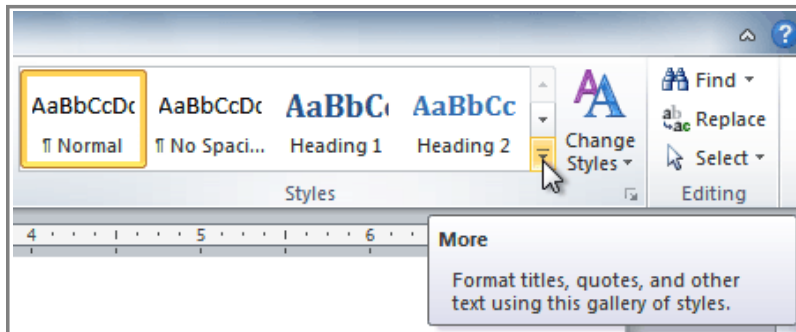 ?
AaBbCcDc AaBbCcDc AaBbC AaBbCc
¶ Normal ¶ No Spaci... Heading 1 Heading 2
Change
Styles
Find
Replace
Select
Styles
Editing
4 5 6
More
Format titles, quotes, and other
text using this gallery of styles.